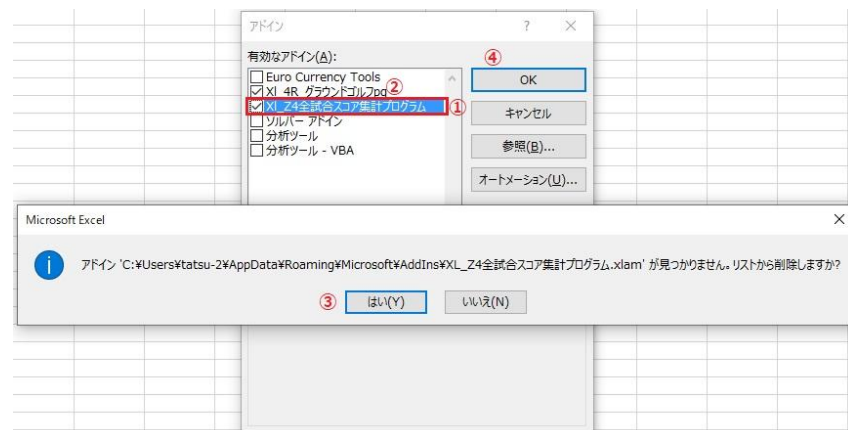 アドイン ? ×
有効なアドイン(A):
④
Euro Currency Tools
Xl_4R_グラウンドゴルフpg
②
Xl_Z4全試合スコア集計プログラム
①
ソルバー アドイン
分析ツール
分析ツール - VBA
OK
キャンセル
参照(B)...
オートメーション(U)...
Microsoft Excel ×
アドイン 'C:¥Users¥tatsu-2¥AppData¥Roaming¥Microsoft¥AddIns¥XL_Z4全試合スコア集計プログラム.xlam' が見つかりません。リストから削除しますか?
③ はい(Y) いいえ(N)